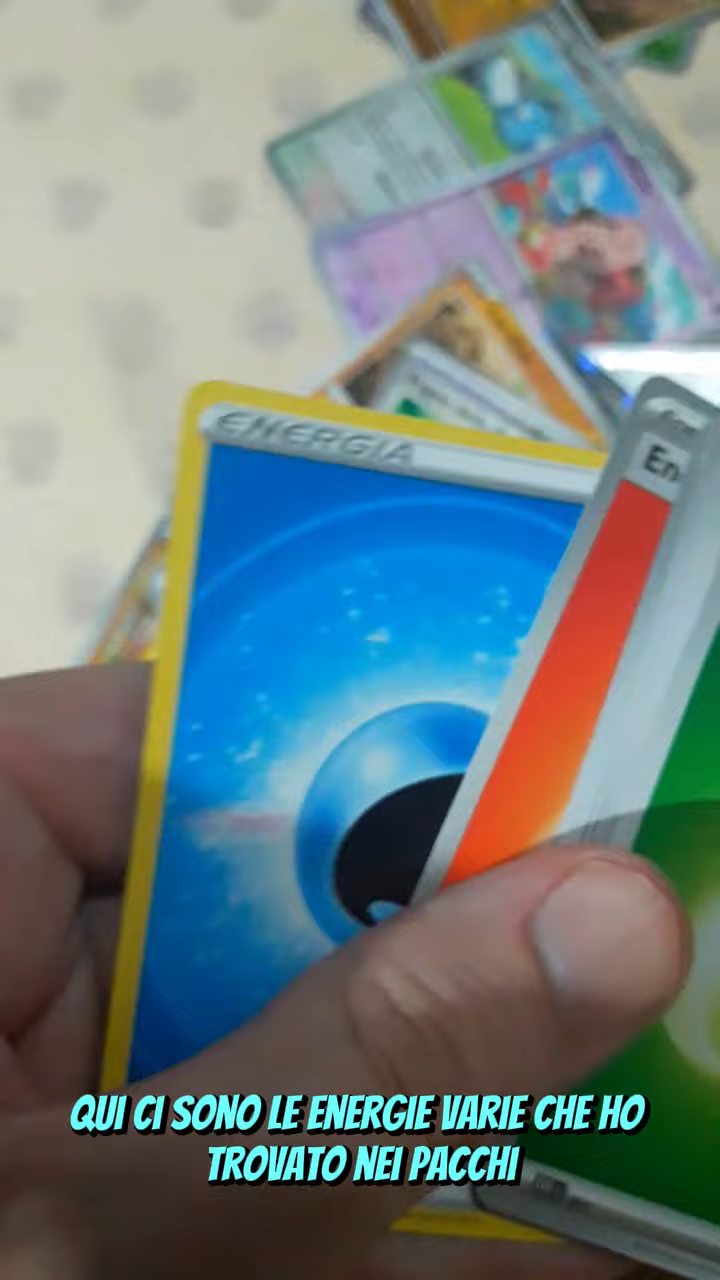 ENERGIA
En
QUI CI SONO LE ENERGIE VARIE CHE HO
TROVATO NEI PACCHI